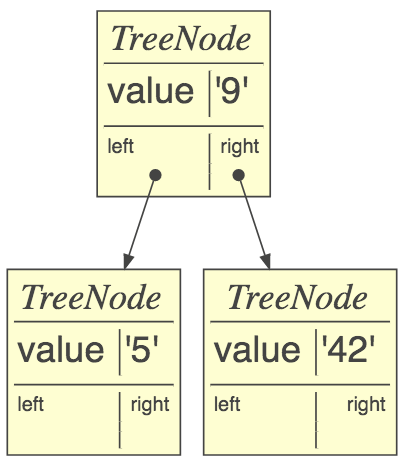 TreeNode
value '9'
left right
TreeNode
value '5'
left right
TreeNode
value '42'
left right